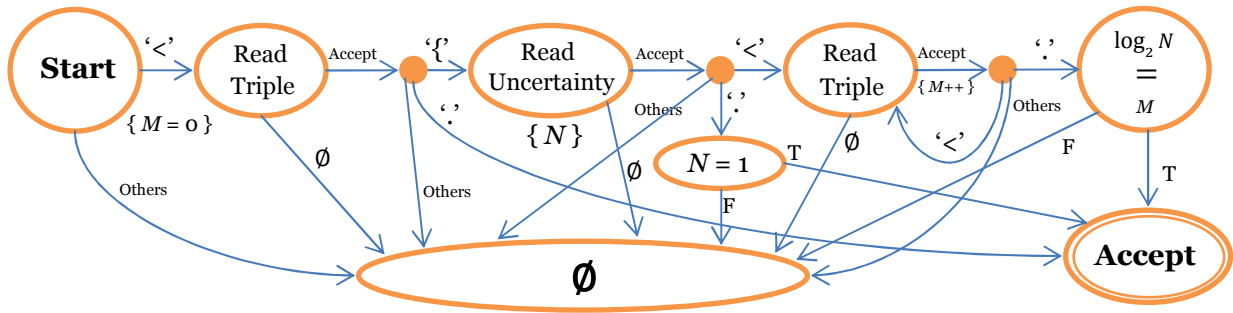 Start
{ M = 0 }
‘<’
Others
Read
Triple
Accept
∅
‘{’
‘.’
Others
Read
Uncertainty
{ N }
Accept
∅
‘<’
Others
‘.’
N = 1
T
F
Read
Triple
Accept
{ M++ }
∅
‘<’
‘.’
Others
log₂ N
=
M
F
T
∅
Accept